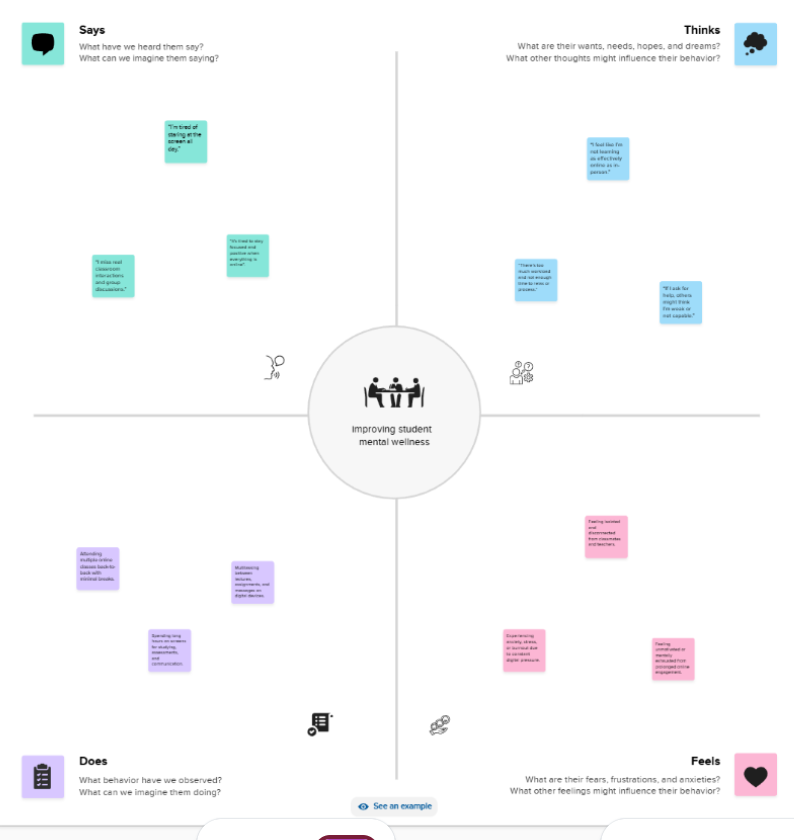 Says
What have we heard them say?
What can we imagine them saying?
Thinks
What are their wants, needs, hopes, and dreams?
What other thoughts might influence their behavior?
"I'm tired of
staring at the
screen all
day."
"I miss real
classroom
interactions
and group
discussions."
"It's hard to stay
focused and
positive when
everything is
online".
"I feel like I'm
not learning
as effectively
online as in-
person."
"There's too
much workload
and not enough
time to relax or
process."
"If I ask for
help, others
might think
I'm weak or
not capable."
improving student
mental wellness
Attending
multiple online
classes back-to-
back with
minimal breaks.
Multitasking
between
lectures,
assignments, and
messages on
digital devices.
Spending long
hours on screens
for studying,
assessments,
and
communication.
Feeling isolated
and
disconnected
from classmates
and teachers.
Experiencing
anxiety, stress,
or burnout due
to constant
digital pressure.
Feeling
unmotivated or
mentally
exhausted from
prolonged online
engagement.
Does
What behavior have we observed?
What can we imagine them doing?
Feels
What are their fears, frustrations, and anxieties?
What other feelings might influence their behavior?
See an example